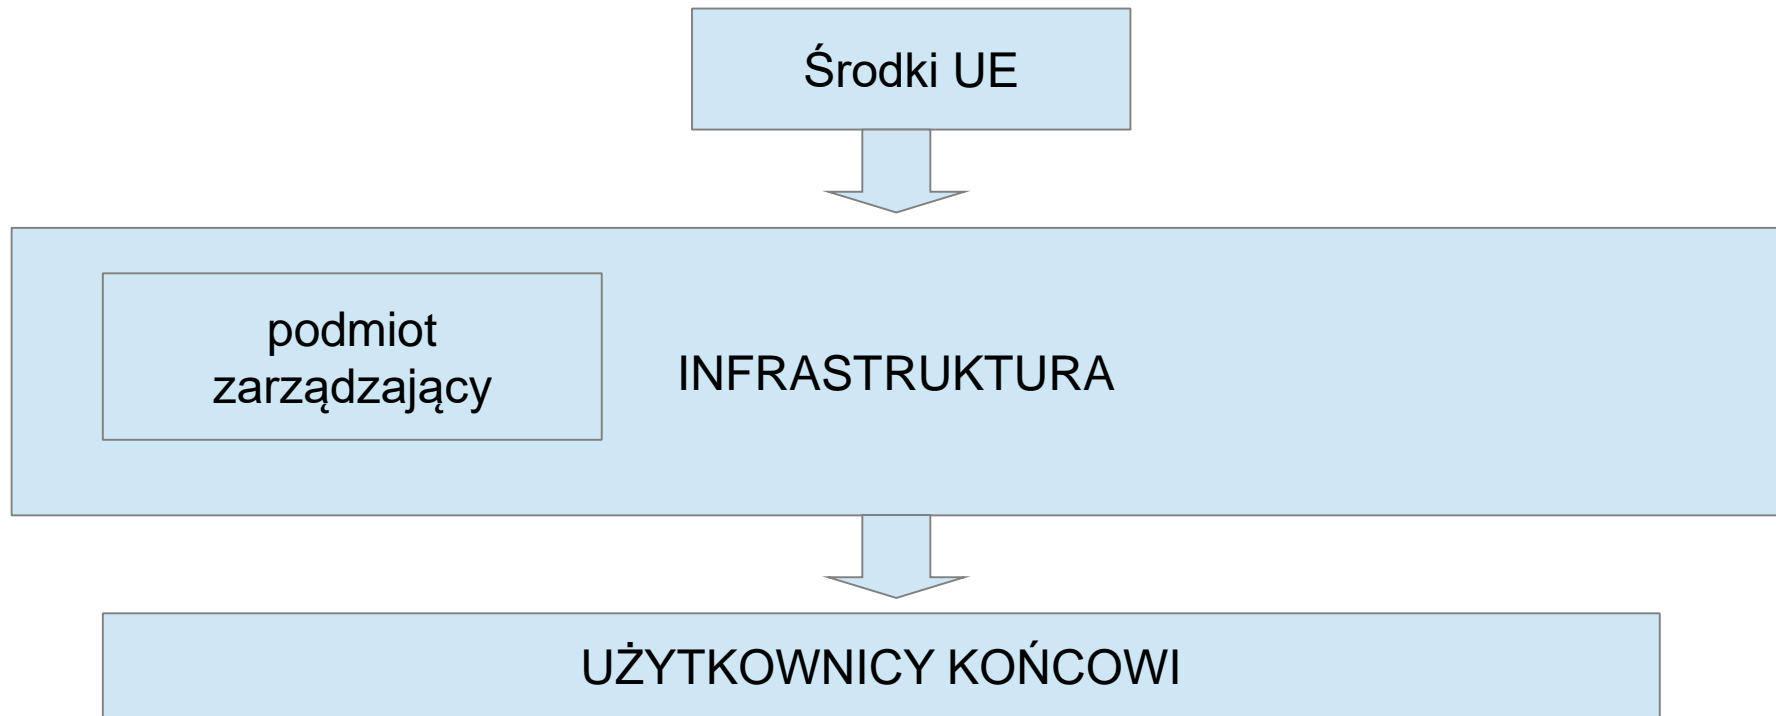 Środki UE
podmiot
zarządzający
INFRASTRUKTURA
UŻYTKOWNICY KOŃCOWI